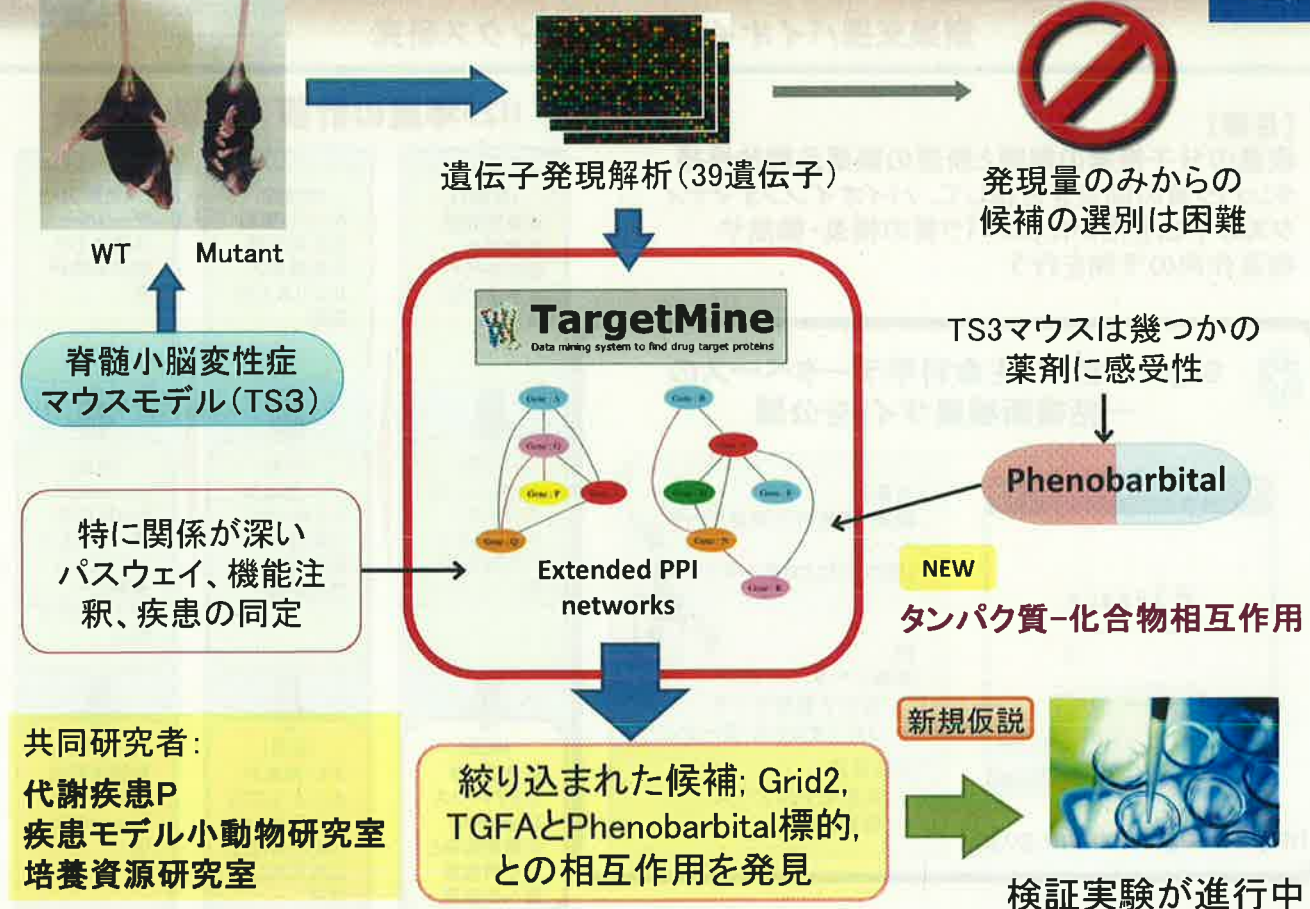 WT
Mutant
遺伝子発現解析(39遺伝子)
発現量のみからの
候補の選別は困難
脊髄小脳変性症
マウスモデル(TS3)
TargetMine
Data mining system to find drug target proteins
TS3マウスは幾つかの
薬剤に感受性
Phenobarbital
特に関係が深い
パスウェイ、機能注
釈、疾患の同定
Gene : A
Gene : G
Gene : P
Gene : Q
Gene : B
Extended PPI
networks
NEW
タンパク質-化合物相互作用
共同研究者:
代謝疾患P
疾患モデル小動物研究室
培養資源研究室
絞り込まれた候補; Grid2,
TGFAとPhenobarbital標的,
との相互作用を発見
新規仮説
検証実験が進行中